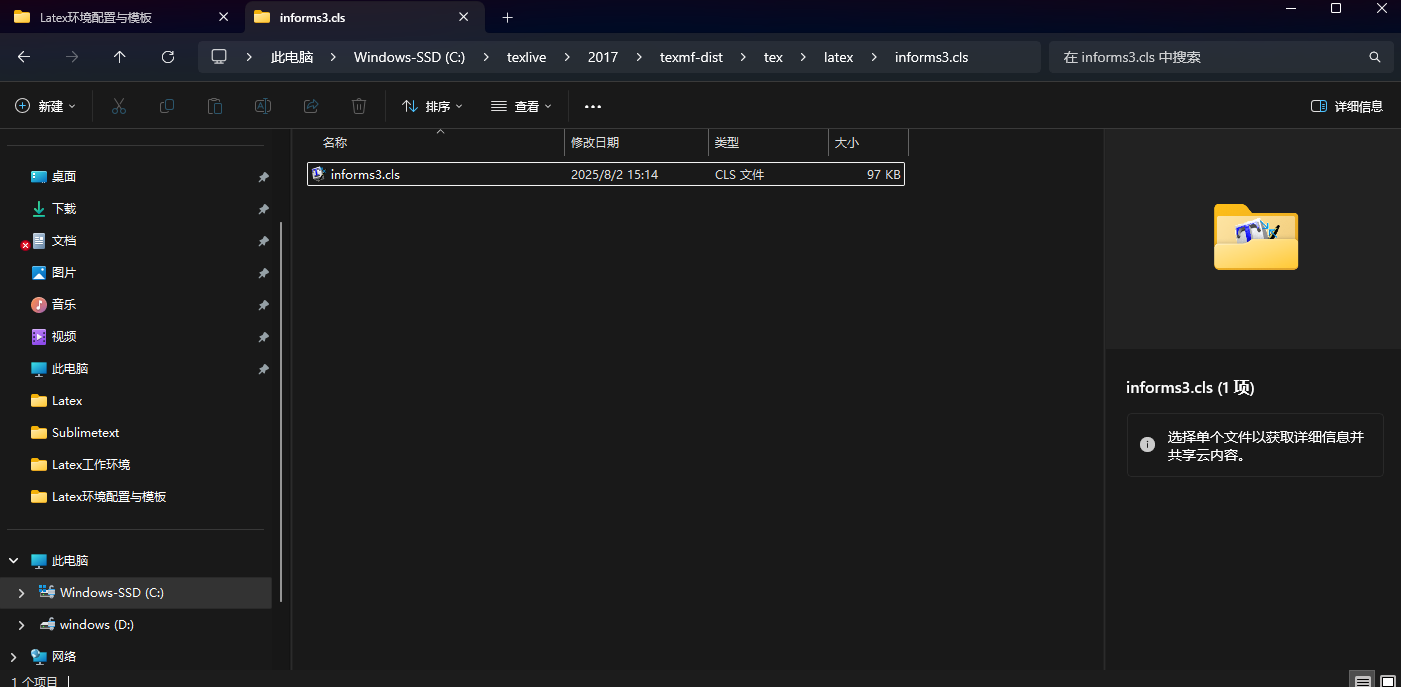 Latex环境配置与模板
informs3.cls
此电脑 Windows-SSD (C:) texlive 2017 texmf-dist tex latex informs3.cls
在 informs3.cls 中搜索
新建
排序
查看
详细信息
名称 修改日期 类型 大小
informs3.cls 2025/8/2 15:14 CLS 文件 97 KB
桌面
下载
文档
图片
音乐
视频
此电脑
Latex
Sublimetext
Latex工作环境
Latex环境配置与模板
此电脑
Windows-SSD (C:)
windows (D:)
网络
informs3.cls (1 项)
选择单个文件以获取详细信息并
共享云内容。
1 个项目